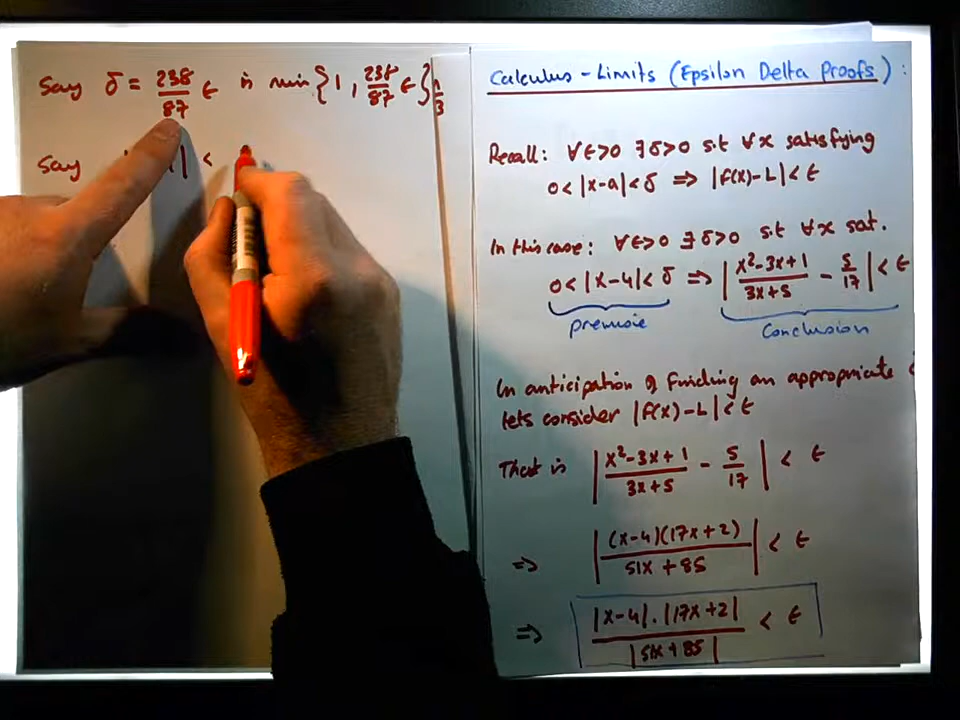 Say δ = 238/87 ε is min {1, 238/87 ε}
Say | < 
Calculus - Limits (Epsilon Delta Proofs) :
Recall: ∀ε>0 ∃δ>0 s.t ∀x satisfying
0<|x-a|<δ ⇒ |f(x)-L|<ε
In this case: ∀ε>0 ∃δ>0 s.t ∀x sat.
0<|x-4|<δ ⇒ |x²-3x+1/3x+5 - 5/17|<ε
premise conclusion
In anticipation of finding an appropriate
lets consider |f(x)-L|<ε
That is |x²-3x+1/3x+5 - 5/17| < ε
⇒ |(x-4)(17x+2)/51x+85| < ε
⇒ |x-4|.|17x+2|/|51x+85| < ε